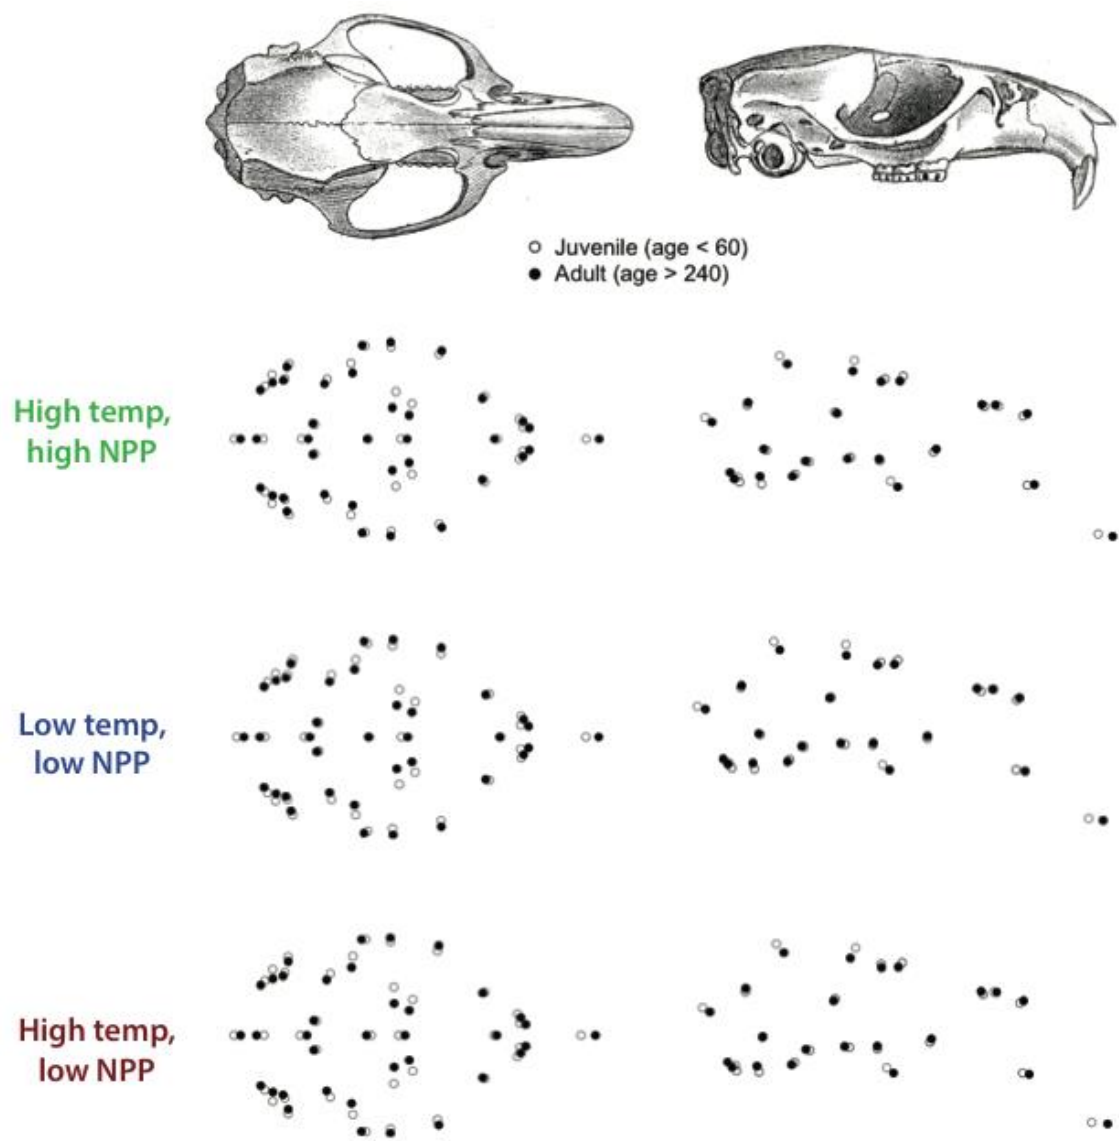 Juvenile (age < 60)
Adult (age > 240)
High temp,
high NPP
Low temp,
low NPP
High temp,
low NPP